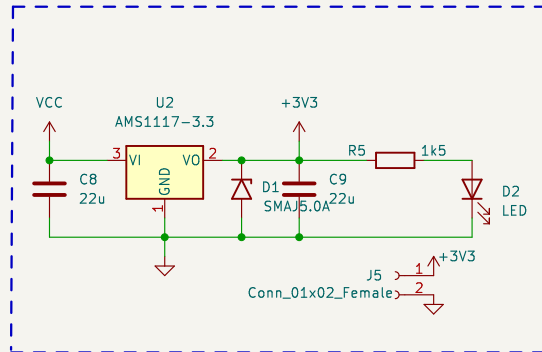 VCC
U2
AMS1117-3.3
+3V3
3
VI
VO
2
GND
1
C8
22u
D1
SMAJ5.0A
C9
22u
R5
1k5
D2
LED
+3V3
J5
1
Conn_01x02_Female
2